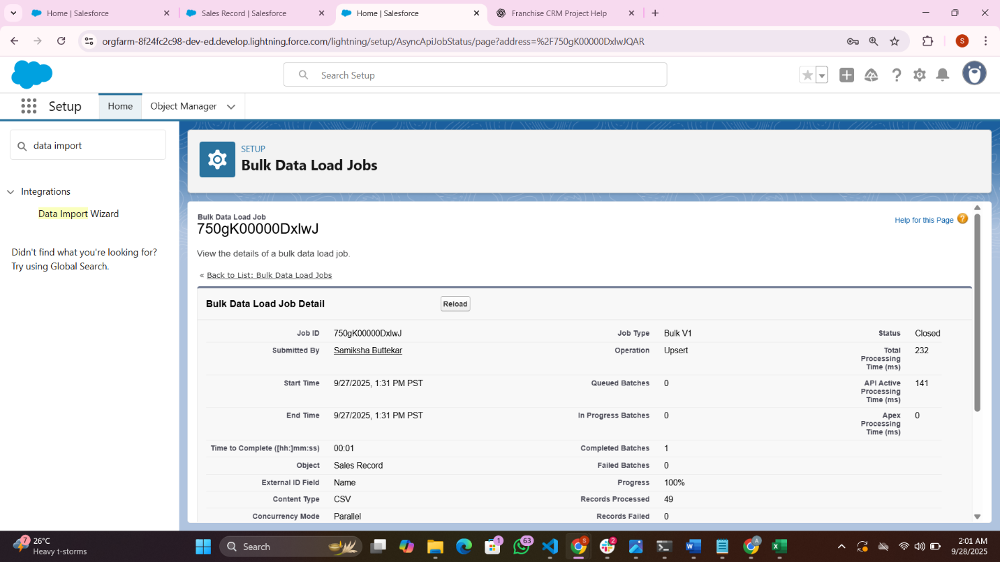 Home | Salesforce
Sales Record | Salesforce
Home | Salesforce
Franchise CRM Project Help
orgfarm-8f24fc2c98-dev-ed.develop.lightning.force.com/lightning/setup/AsyncApiJobStatus/page?address=%2F750gK00000DxlwJQAR
S
Search Setup
Setup
Home
Object Manager
data import
Integrations
Data Import Wizard
Didn't find what you're looking for?
Try using Global Search.
SETUP
Bulk Data Load Jobs
Bulk Data Load Job
750gK00000DxlwJ
Help for this Page
View the details of a bulk data load job.
« Back to List: Bulk Data Load Jobs
Bulk Data Load Job Detail
Reload
Job ID 750gK00000DxlwJ Job Type Bulk V1 Status Closed
Submitted By Samiksha Buttekar Operation Upsert Total Processing Time (ms) 232
Start Time 9/27/2025, 1:31 PM PST Queued Batches 0 API Active Processing Time (ms) 141
End Time 9/27/2025, 1:31 PM PST In Progress Batches 0 Apex Processing Time (ms) 0
Time to Complete ([hh:]mm:ss) 00:01 Completed Batches 1
Object Sales Record Failed Batches 0
External ID Field Name Progress 100%
Content Type CSV Records Processed 49
Concurrency Mode Parallel Records Failed 0
7
26°C
Heavy t-storms
Search
1
63
S
2
A
2:01 AM
9/28/2025